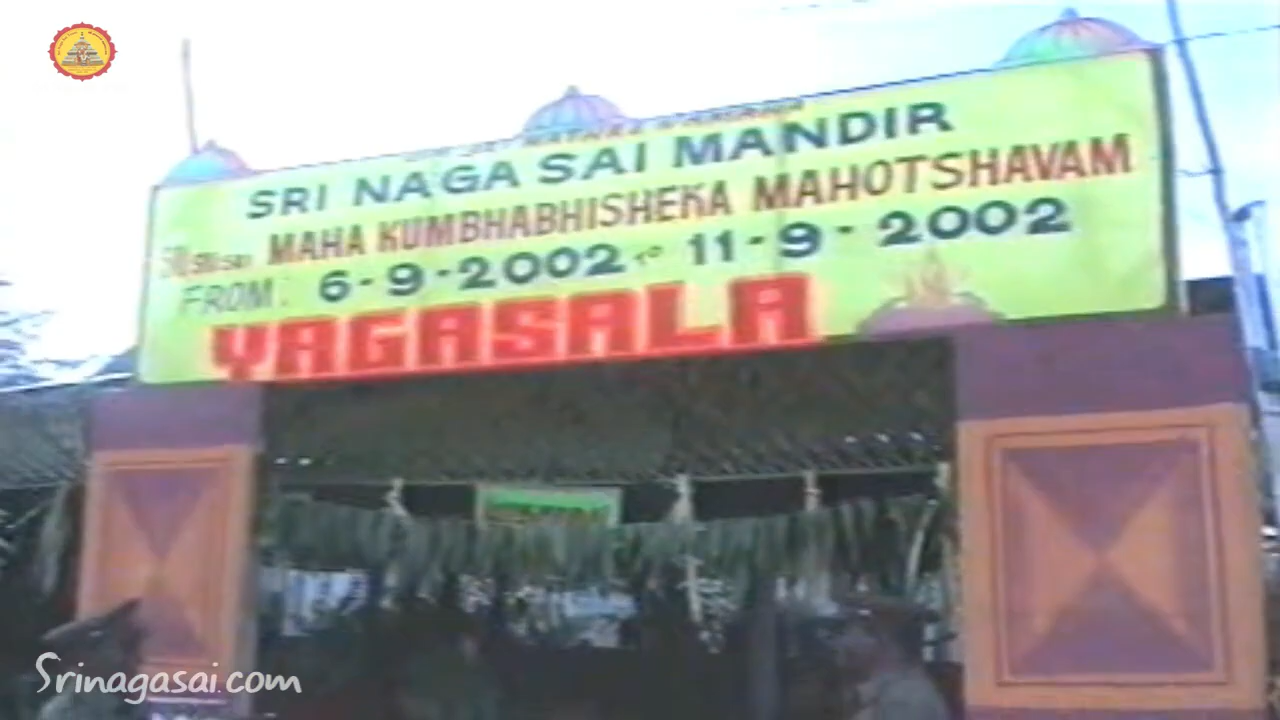 SRI NAGA SAI MANDIR
MAHA KUMBHABHISHEKA MAHOTSHAVAM
FROM: 6-9-2002 TO 11-9-2002
YAGASALA
Srinagasai.com